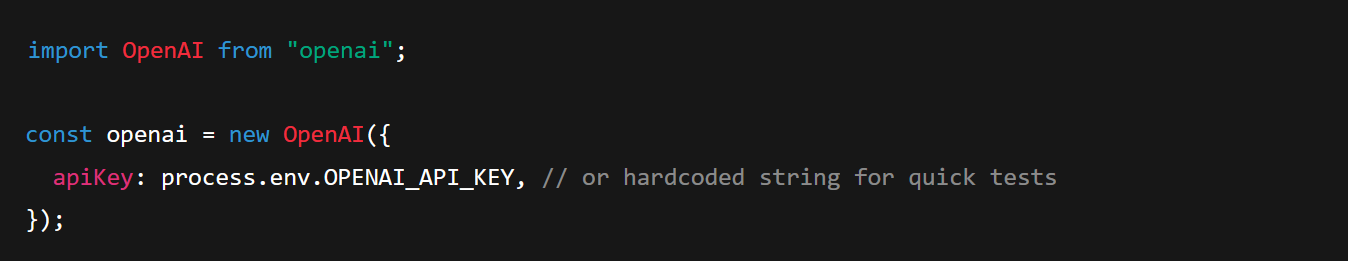 import OpenAI from "openai";
const openai = new OpenAI({
  apiKey: process.env.OPENAI_API_KEY, // or hardcoded string for quick tests
});